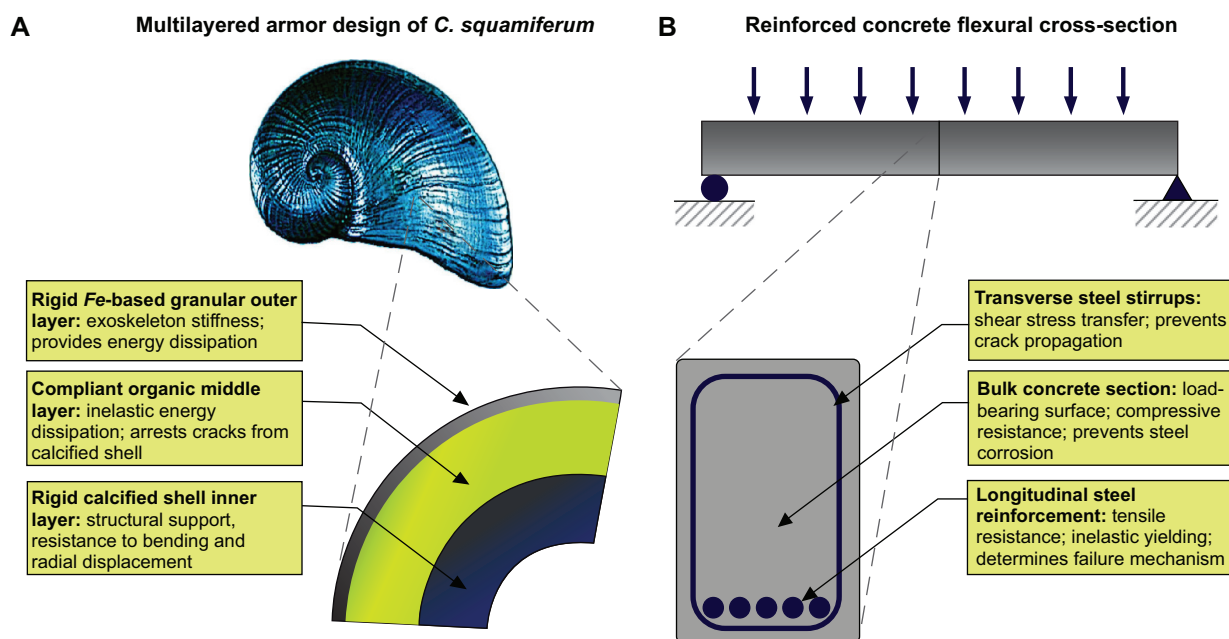 A
Multilayered armor design of C. squamiferum
Rigid Fe-based granular outer
layer: exoskeleton stiffness;
provides energy dissipation
Compliant organic middle
layer: inelastic energy
dissipation; arrests cracks from
calcified shell
Rigid calcified shell inner
layer: structural support,
resistance to bending and
radial displacement
B
Reinforced concrete flexural cross-section
Transverse steel stirrups:
shear stress transfer; prevents
crack propagation
Bulk concrete section: load-
bearing surface; compressive
resistance; prevents steel
corrosion
Longitudinal steel
reinforcement: tensile
resistance; inelastic yielding;
determines failure mechanism